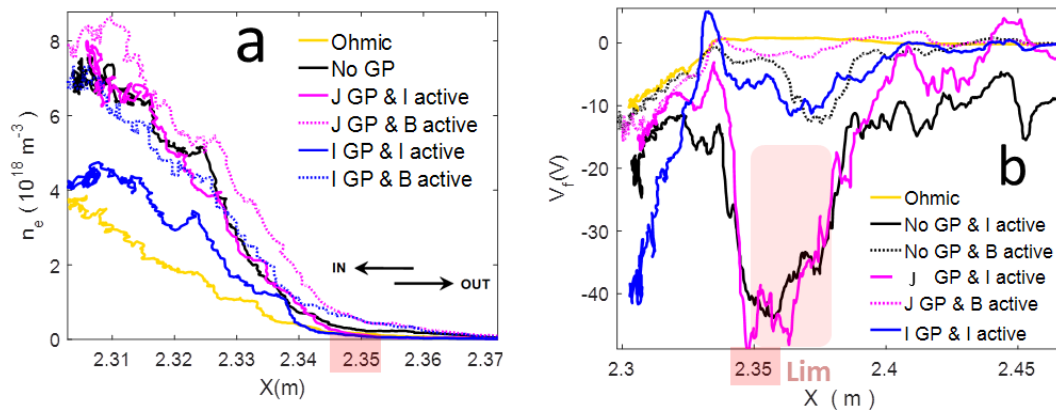 a
Ohmic
No GP
J GP & I active
J GP & B active
I GP & I active
I GP & B active
IN
OUT
8
6
4
2
0
n_e (10^18 m^-3)
2.31
2.32
2.33
2.34
2.35
2.36
2.37
X(m)
b
0
-10
-20
-30
-40
V_f(V)
Ohmic
No GP & I active
No GP & B active
J GP & I active
J GP & B active
I GP & I active
Lim
2.3
2.35
2.4
2.45
X (m)